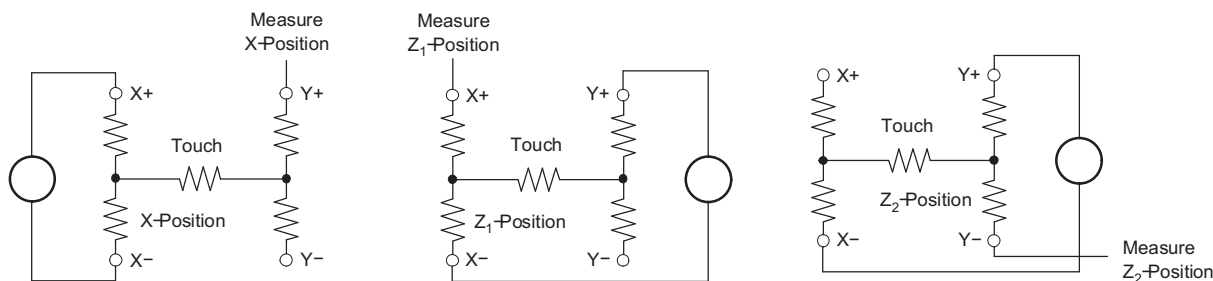 Measure
X-Position
X+
Y+
Touch
X-Position
X−
Y−
Measure
Z₁-Position
X+
Y+
Touch
Z₁-Position
X−
Y−
X+
Y+
Touch
Z₂-Position
X−
Y−
Measure
Z₂-Position